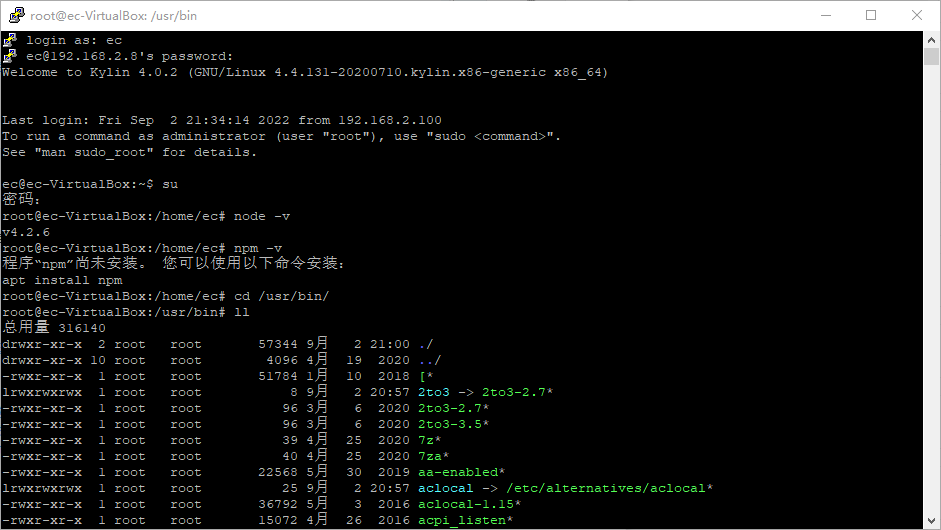 root@ec-VirtualBox: /usr/bin
login as: ec
ec@192.168.2.8's password:
Welcome to Kylin 4.0.2 (GNU/Linux 4.4.131-20200710.kylin.x86-generic x86_64)
Last login: Fri Sep  2 21:34:14 2022 from 192.168.2.100
To run a command as administrator (user "root"), use "sudo <command>".
See "man sudo_root" for details.
ec@ec-VirtualBox:~$ su
密码：
root@ec-VirtualBox:/home/ec# node -v
v4.2.6
root@ec-VirtualBox:/home/ec# npm -v
程序“npm”尚未安装。 您可以使用以下命令安装：
apt install npm
root@ec-VirtualBox:/home/ec# cd /usr/bin/
root@ec-VirtualBox:/usr/bin# ll
总用量 316140
drwxr-xr-x  2 root   root       57344 9月   2 21:00 ./
drwxr-xr-x 10 root   root        4096 4月  19  2020 ../
-rwxr-xr-x  1 root   root       51784 1月  10  2018 [*
lrwxrwxrwx  1 root   root           8 9月   2 20:57 2to3 -> 2to3-2.7*
-rwxr-xr-x  1 root   root          96 3月   6  2020 2to3-2.7*
-rwxr-xr-x  1 root   root          96 3月   6  2020 2to3-3.5*
-rwxr-xr-x  1 root   root          39 4月  25  2020 7z*
-rwxr-xr-x  1 root   root          40 4月  25  2020 7za*
-rwxr-xr-x  1 root   root       22568 5月  30  2019 aa-enabled*
lrwxrwxrwx  1 root   root          25 9月   2 20:57 aclocal -> /etc/alternatives/aclocal*
-rwxr-xr-x  1 root   root       36792 5月   3  2016 aclocal-1.15*
-rwxr-xr-x  1 root   root       15072 4月  26  2016 acpi_listen*